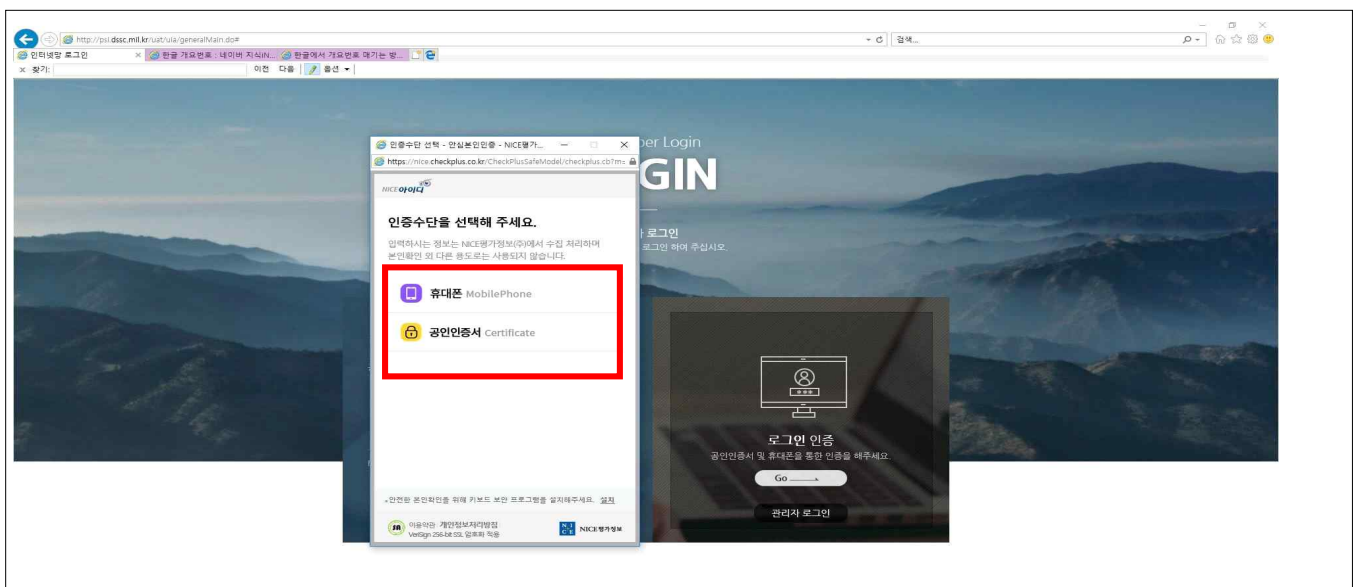 http://psi.dssc.mil.kr/uat/uia/generalMain.do#
검색...
인터넷망 로그인
한글 개요번호 : 네이버 지식iN...
한글에서 개요번호 매기는 방...
찾기:
이전 다음 옵션
ber Login
GIN
로그인
로그인 하여 주십시오.
인증수단 선택 - 안심본인인증 - NICE평가...
https://nice.checkplus.co.kr/CheckPlusSafeModel/checkplus.cb?m=
NICE아이디
인증수단을 선택해 주세요.
입력하시는 정보는 NICE평가정보(주)에서 수집 처리하며
본인확인 외 다른 용도로는 사용되지 않습니다.
휴대폰 MobilePhone
공인인증서 Certificate
안전한 본인확인을 위해 키보드 보안 프로그램을 설치해주세요. 설치
이용약관 개인정보처리방침
VeriSign 256-bit SSL 암호화 적용
NICE평가정보
로그인 인증
공인인증서 및 휴대폰을 통한 인증을 해주세요.
Go
관리자 로그인